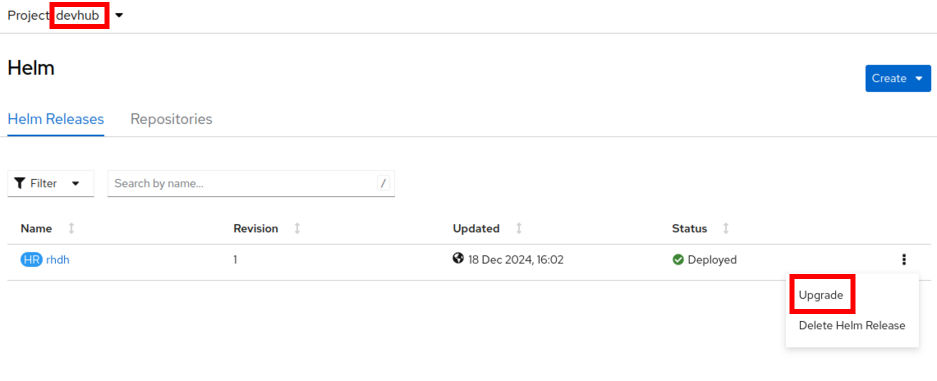 Project: devhub
Helm
Create
Helm Releases Repositories
Filter Search by name... /
Name Revision Updated Status
HR rhdh 1 18 Dec 2024, 16:02 Deployed
Upgrade
Delete Helm Release